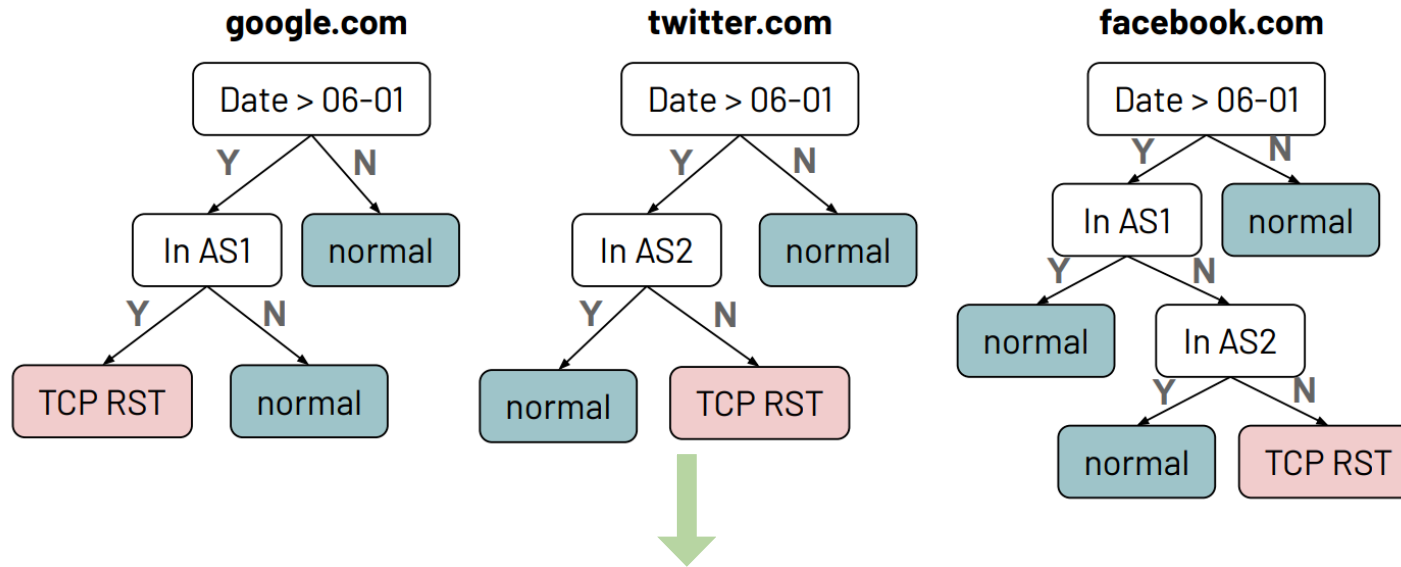 google.com
Date > 06-01
Y
N
In AS1
normal
Y
N
TCP RST
normal
twitter.com
Date > 06-01
Y
N
In AS2
normal
Y
N
normal
TCP RST
facebook.com
Date > 06-01
Y
N
In AS1
normal
Y
N
normal
In AS2
Y
N
normal
TCP RST